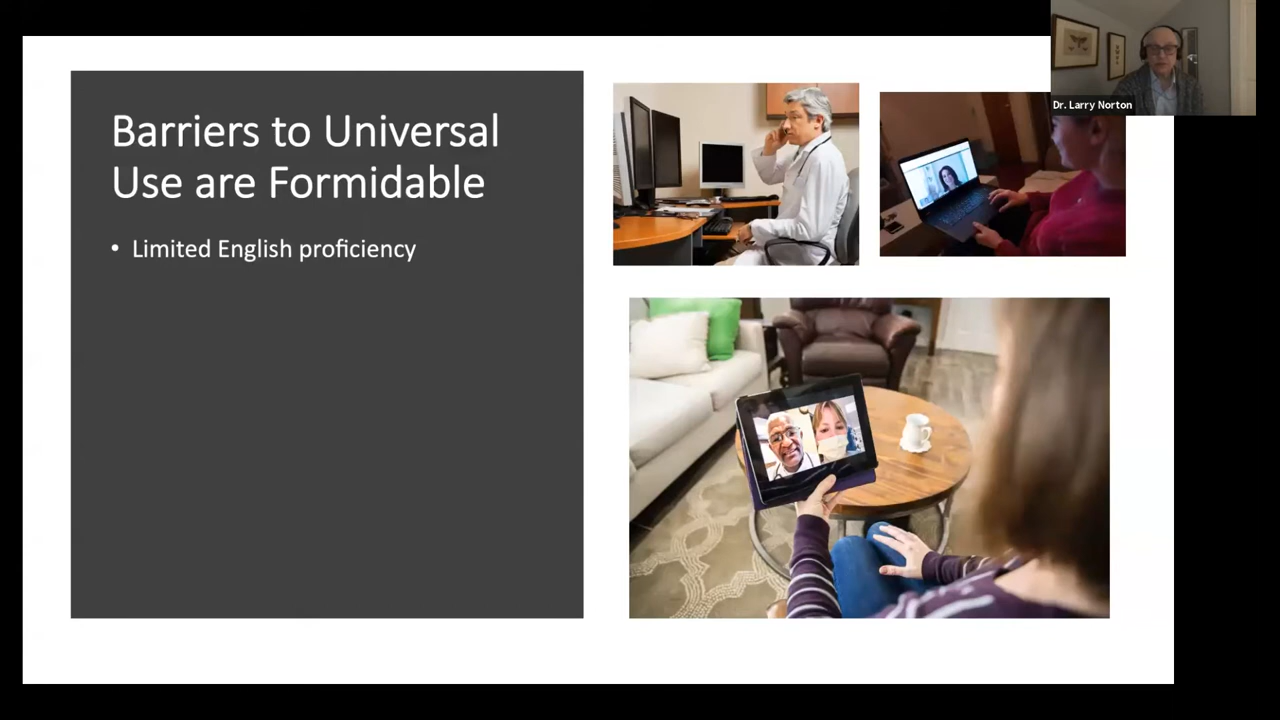 Barriers to Universal
Use are Formidable
• Limited English proficiency
Dr. Larry Norton